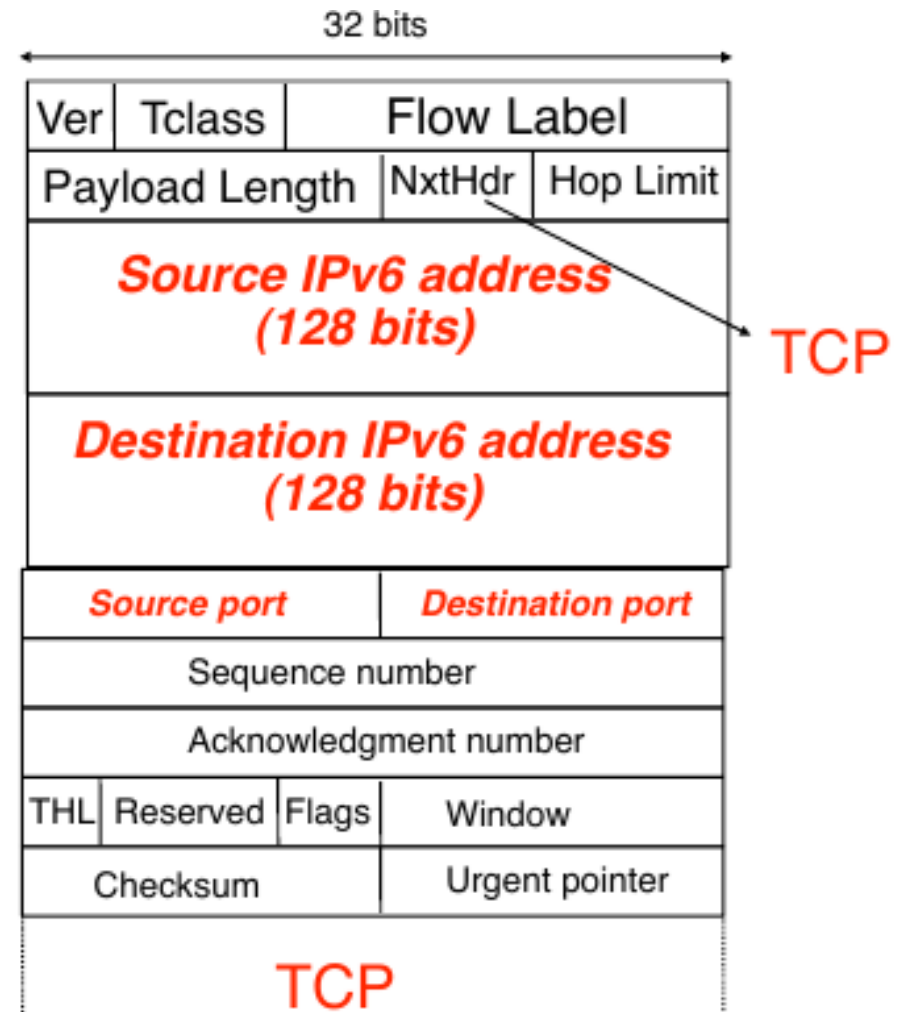 32 bits
Ver Tclass Flow Label
Payload Length NxtHdr Hop Limit
Source IPv6 address
(128 bits)
TCP
Destination IPv6 address
(128 bits)
Source port Destination port
Sequence number
Acknowledgment number
THL Reserved Flags Window
Checksum Urgent pointer
TCP